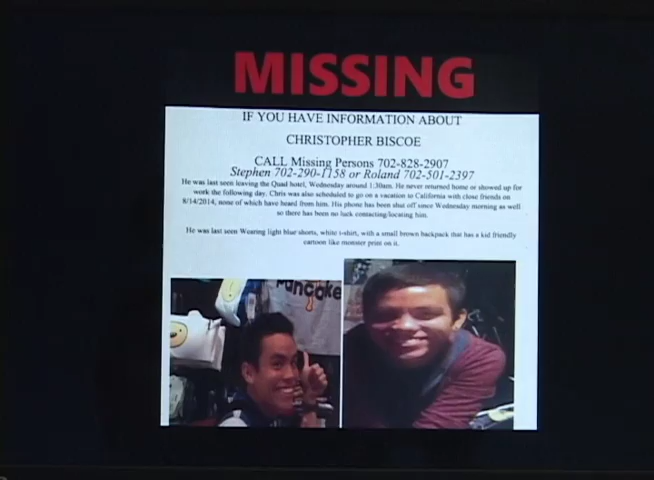 MISSING
IF YOU HAVE INFORMATION ABOUT
CHRISTOPHER BISCOE
CALL Missing Persons 702-828-2907
Stephen 702-290-1158 or Roland 702-501-2397
He was last seen leaving the Quad hotel, Wednesday around 1:30am. He never returned home or showed up for
work the following day. Chris was also scheduled to go on a vacation to California with close friends on
8/14/2014, none of which have heard from him. His phone has been shut off since Wednesday morning as well
so there has been no luck contacting/locating him.
He was last seen Wearing light blue shorts, white t-shirt, with a small brown backpack that has a kid friendly
cartoon like monster print on it.
Pancake